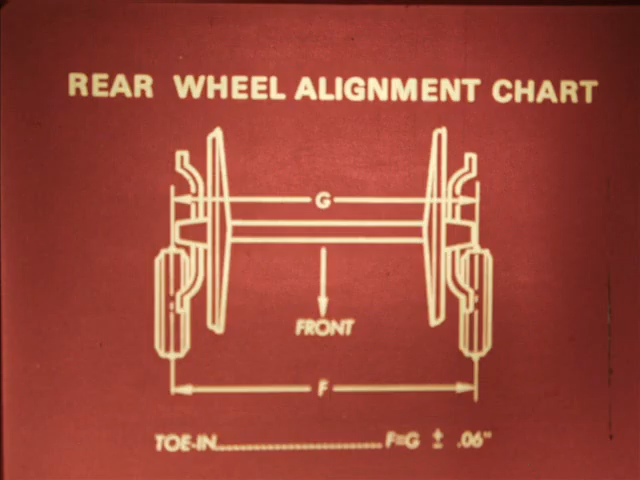 REAR WHEEL ALIGNMENT CHART
G
FRONT
F
TOE-IN........................................ F=G ± .06"